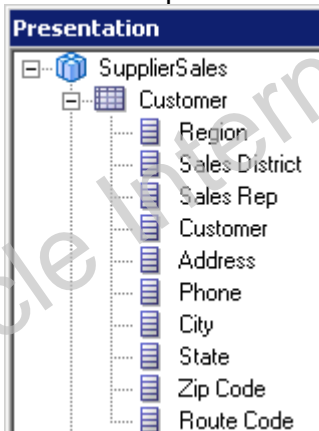 Presentation
SupplierSales
Customer
Region
Sales District
Sales Rep
Customer
Address
Phone
City
State
Zip Code
Route Code